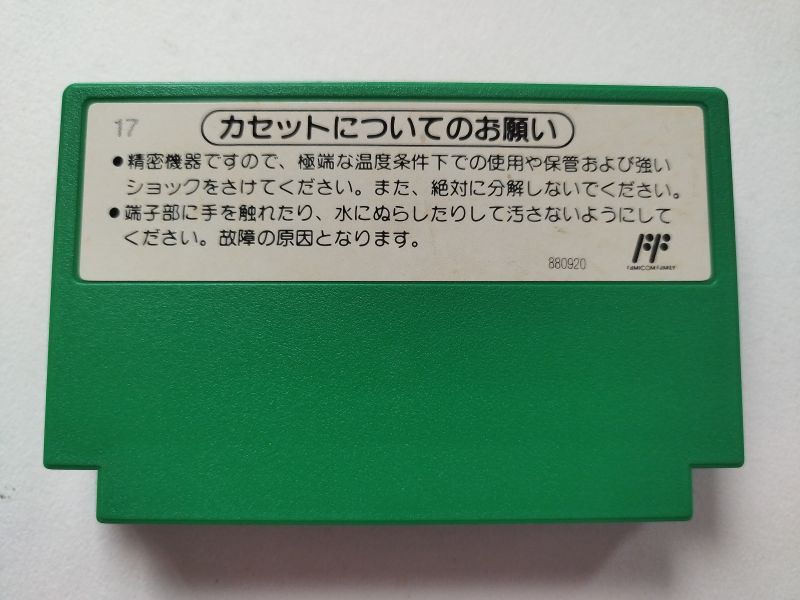 17
カセットについてのお願い
●精密機器ですので、極端な温度条件下での使用や保管および強い
ショックをさけてください。また、絶対に分解しないでください。
●端子部に手を触れたり、水にぬらしたりして汚さないようにして
ください。故障の原因となります。
880920
FF
FAMICOM FAMILY